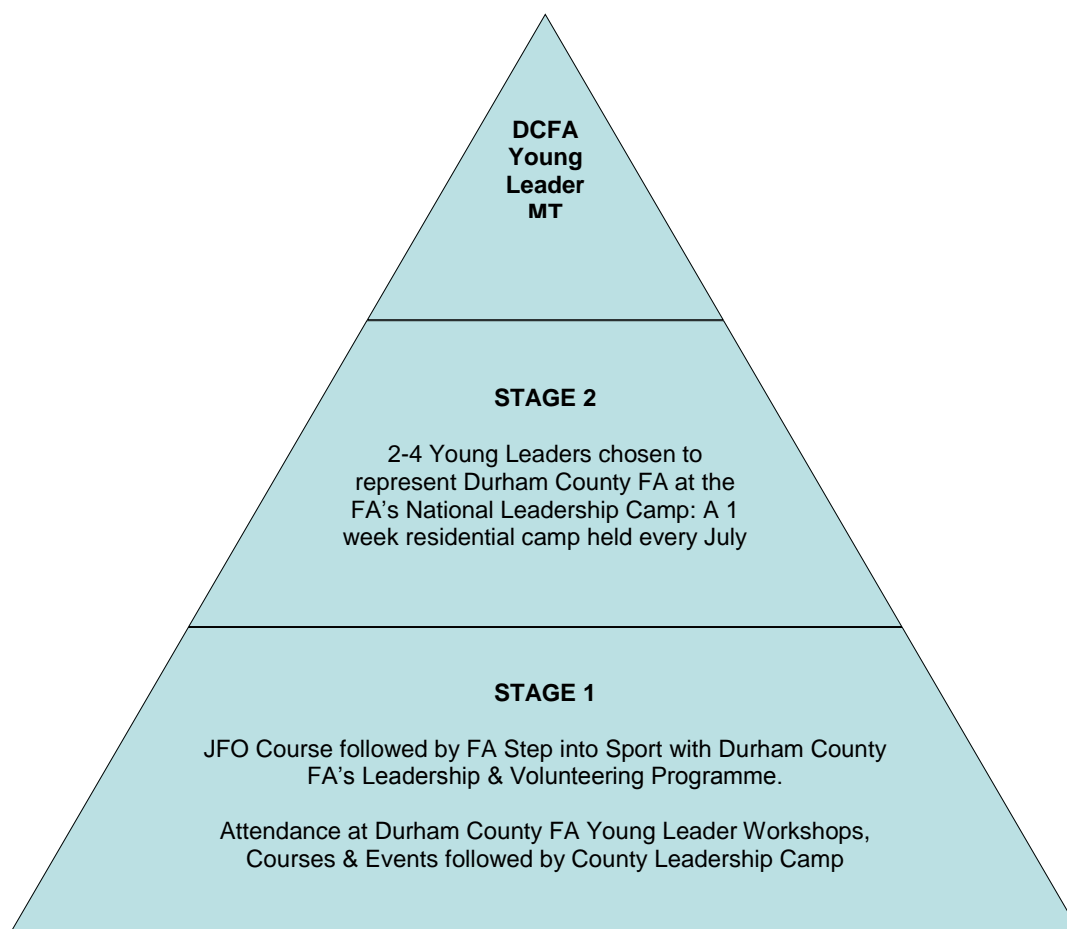 DCFA
Young
Leader
MT
STAGE 2
2-4 Young Leaders chosen to
represent Durham County FA at the
FA's National Leadership Camp: A 1
week residential camp held every July
STAGE 1
JFO Course followed by FA Step into Sport with Durham County
FA's Leadership & Volunteering Programme.
Attendance at Durham County FA Young Leader Workshops,
Courses & Events followed by County Leadership Camp